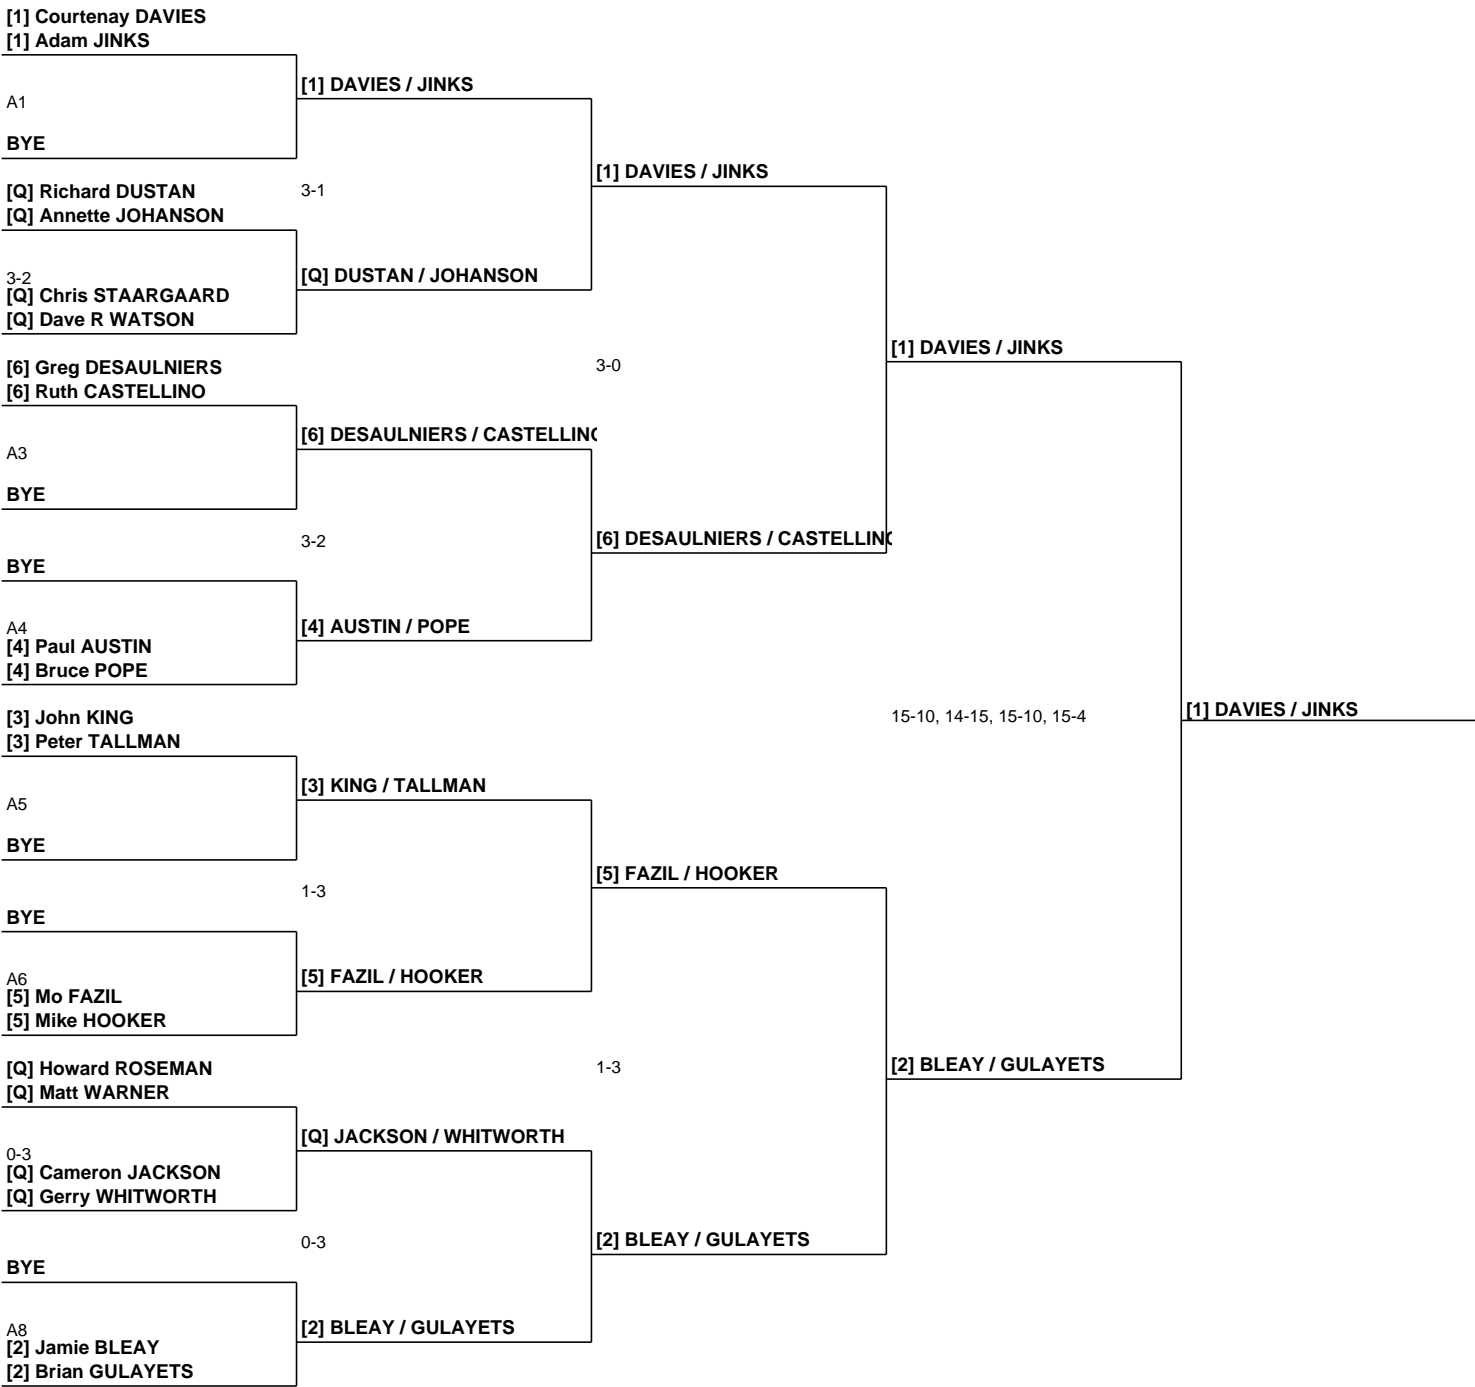 [1] Courtenay DAVIES
[1] Adam JINKS
[1] DAVIES / JINKS
A1
BYE
[1] DAVIES / JINKS
[Q] Richard DUSTAN
3-1
[Q] Annette JOHANSON
3-2
[Q] DUSTAN / JOHANSON
[Q] Chris STAARGAARD
[Q] Dave R WATSON
[1] DAVIES / JINKS
[6] Greg DESAULNIERS
3-0
[6] Ruth CASTELLINO
[6] DESAULNIERS / CASTELLINO
A3
BYE
3-2
[6] DESAULNIERS / CASTELLINO
BYE
A4
[4] AUSTIN / POPE
[4] Paul AUSTIN
[4] Bruce POPE
[3] John KING
15-10, 14-15, 15-10, 15-4
[1] DAVIES / JINKS
[3] Peter TALLMAN
[3] KING / TALLMAN
A5
BYE
[5] FAZIL / HOOKER
1-3
BYE
A6
[5] FAZIL / HOOKER
[5] Mo FAZIL
[5] Mike HOOKER
[Q] Howard ROSEMAN
1-3
[2] BLEAY / GULAYETS
[Q] Matt WARNER
[Q] JACKSON / WHITWORTH
0-3
[Q] Cameron JACKSON
[Q] Gerry WHITWORTH
0-3
[2] BLEAY / GULAYETS
BYE
A8
[2] BLEAY / GULAYETS
[2] Jamie BLEAY
[2] Brian GULAYETS